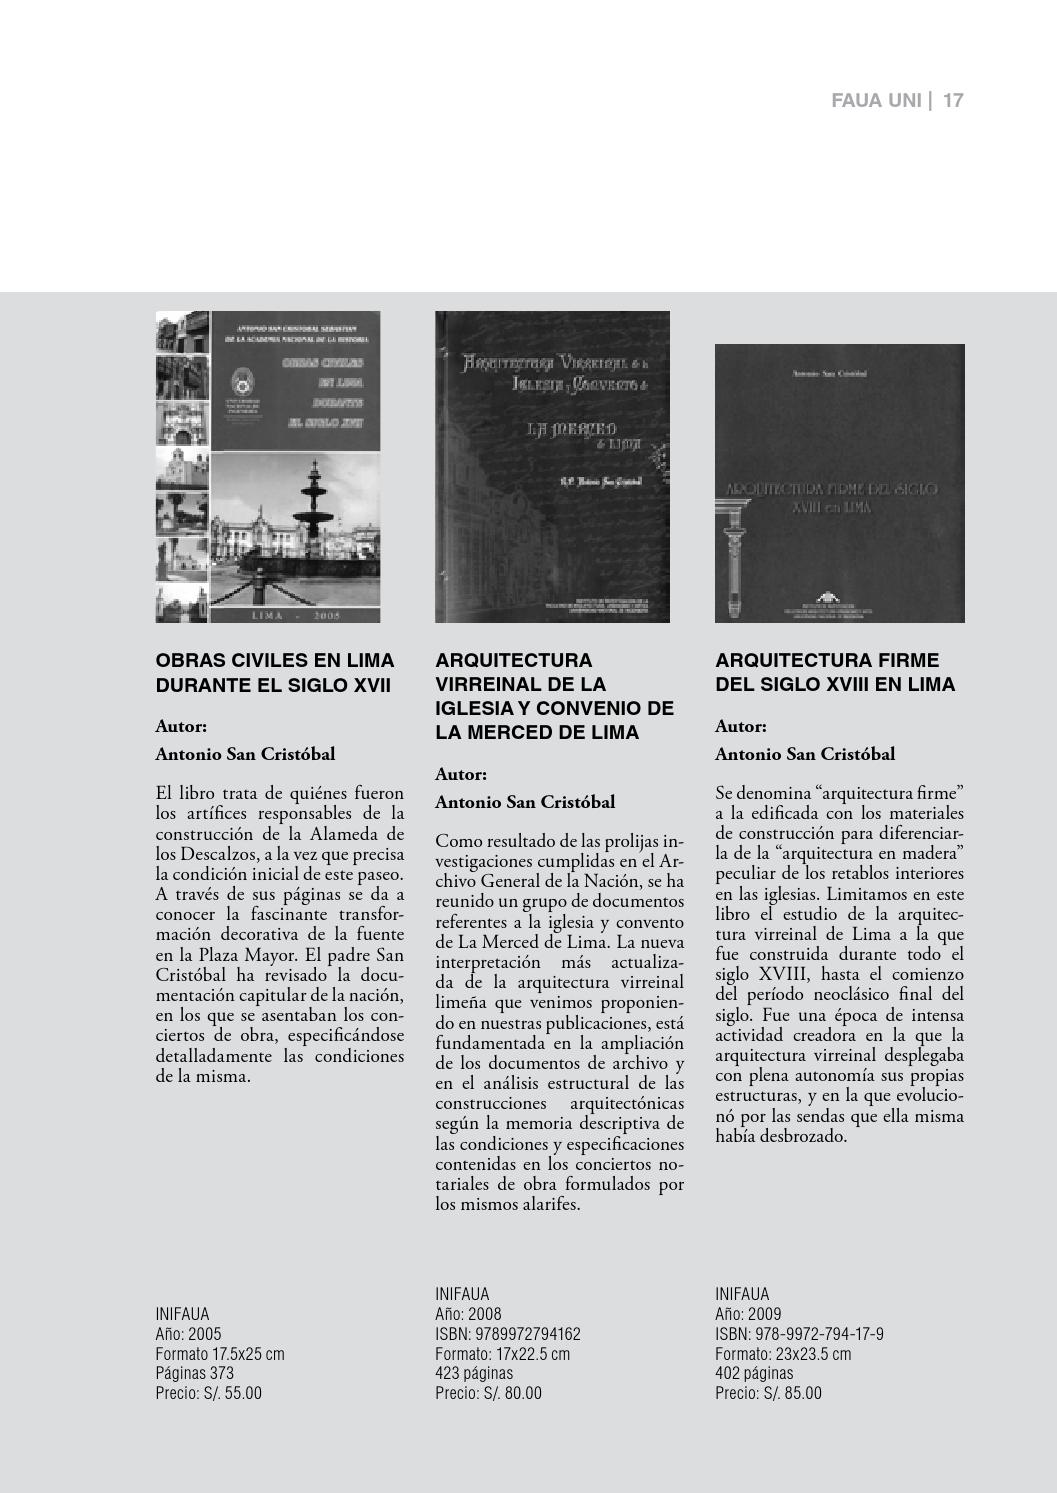 FAUA UNI | 17
ANTONIO SAN CRISTOBAL SEBASTIAN
DE LA ACADEMIA NACIONAL DE LA HISTORIA
OBRAS CIVILES
EN LIMA
DURANTE
EL SIGLO XVII
UNIVERSIDAD
NACIONAL DE
INGENIERIA
LIMA - 2005
ARQUITECTURA VIRREINAL de la
IGLESIA y CONVENTO de
LA MERCED
de LIMA
R.P. Antonio San Cristóbal
Antonio San Cristóbal
ARQUITECTURA FIRME DEL SIGLO
XVIII en LIMA
OBRAS CIVILES EN LIMA
DURANTE EL SIGLO XVII
Autor:
Antonio San Cristóbal
El libro trata de quiénes fueron
los artífices responsables de la
construcción de la Alameda de
los Descalzos, a la vez que precisa
la condición inicial de este paseo.
A través de sus páginas se da a
conocer la fascinante transfor-
mación decorativa de la fuente
en la Plaza Mayor. El padre San
Cristóbal ha revisado la docu-
mentación capitular de la nación,
en los que se asentaban los con-
ciertos de obra, especificándose
detalladamente las condiciones
de la misma.
INIFAUA
Año: 2005
Formato 17.5x25 cm
Páginas 373
Precio: S/. 55.00
ARQUITECTURA
VIRREINAL DE LA
IGLESIA Y CONVENIO DE
LA MERCED DE LIMA
Autor:
Antonio San Cristóbal
Como resultado de las prolijas in-
vestigaciones cumplidas en el Ar-
chivo General de la Nación, se ha
reunido un grupo de documentos
referentes a la iglesia y convento
de La Merced de Lima. La nueva
interpretación más actualiza-
da de la arquitectura virreinal
limeña que venimos proponien-
do en nuestras publicaciones, está
fundamentada en la ampliación
de los documentos de archivo y
en el análisis estructural de las
construcciones arquitectónicas
según la memoria descriptiva de
las condiciones y especificaciones
contenidas en los conciertos no-
tariales de obra formulados por
los mismos alarifes.
INIFAUA
Año: 2008
ISBN: 9789972794162
Formato: 17x22.5 cm
423 páginas
Precio: S/. 80.00
ARQUITECTURA FIRME
DEL SIGLO XVIII EN LIMA
Autor:
Antonio San Cristóbal
Se denomina “arquitectura firme”
a la edificada con los materiales
de construcción para diferenciar-
la de la “arquitectura en madera”
peculiar de los retablos interiores
en las iglesias. Limitamos en este
libro el estudio de la arquitec-
tura virreinal de Lima a la que
fue construida durante todo el
siglo XVIII, hasta el comienzo
del período neoclásico final del
siglo. Fue una época de intensa
actividad creadora en la que la
arquitectura virreinal desplegaba
con plena autonomía sus propias
estructuras, y en la que evolucio-
nó por las sendas que ella misma
había desbrozado.
INIFAUA
Año: 2009
ISBN: 978-9972-794-17-9
Formato: 23x23.5 cm
402 páginas
Precio: S/. 85.00